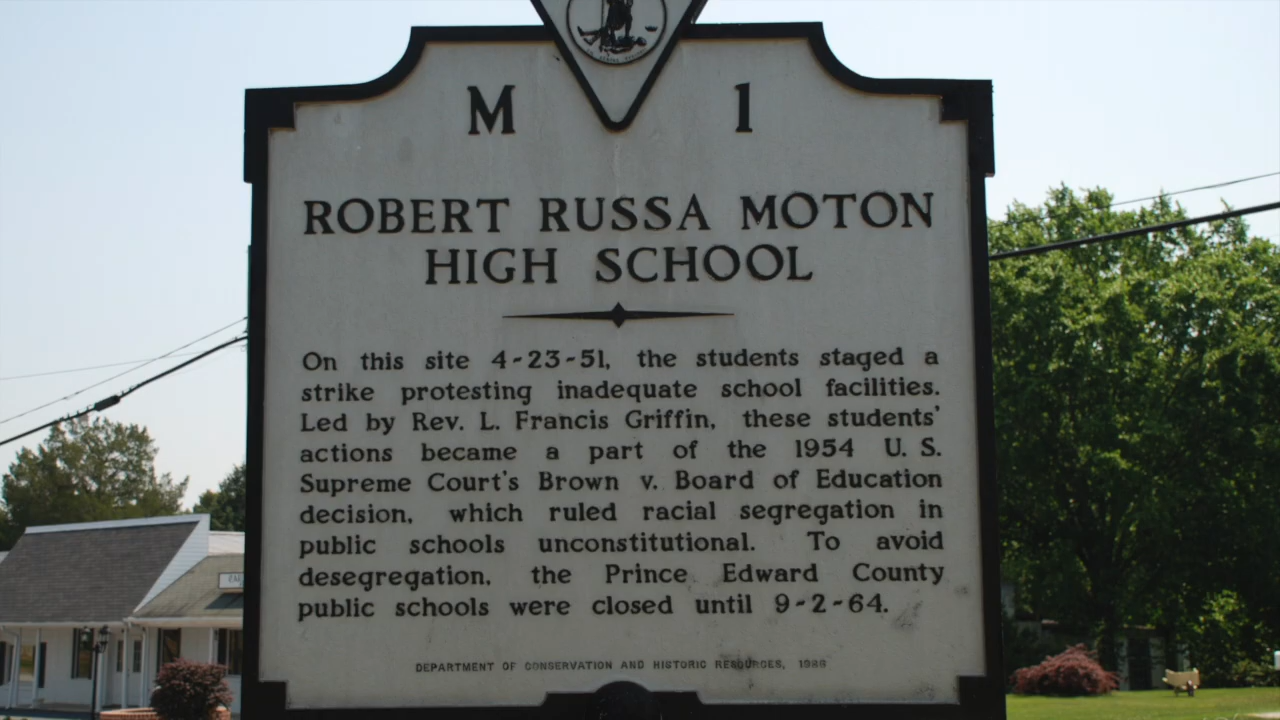 M 1
ROBERT RUSSA MOTON
HIGH SCHOOL
On this site 4-23-51, the students staged a
strike protesting inadequate school facilities.
Led by Rev. L. Francis Griffin, these students'
actions became a part of the 1954 U. S.
Supreme Court's Brown v. Board of Education
decision, which ruled racial segregation in
public schools unconstitutional. To avoid
desegregation, the Prince Edward County
public schools were closed until 9-2-64.
DEPARTMENT OF CONSERVATION AND HISTORIC RESOURCES, 1988